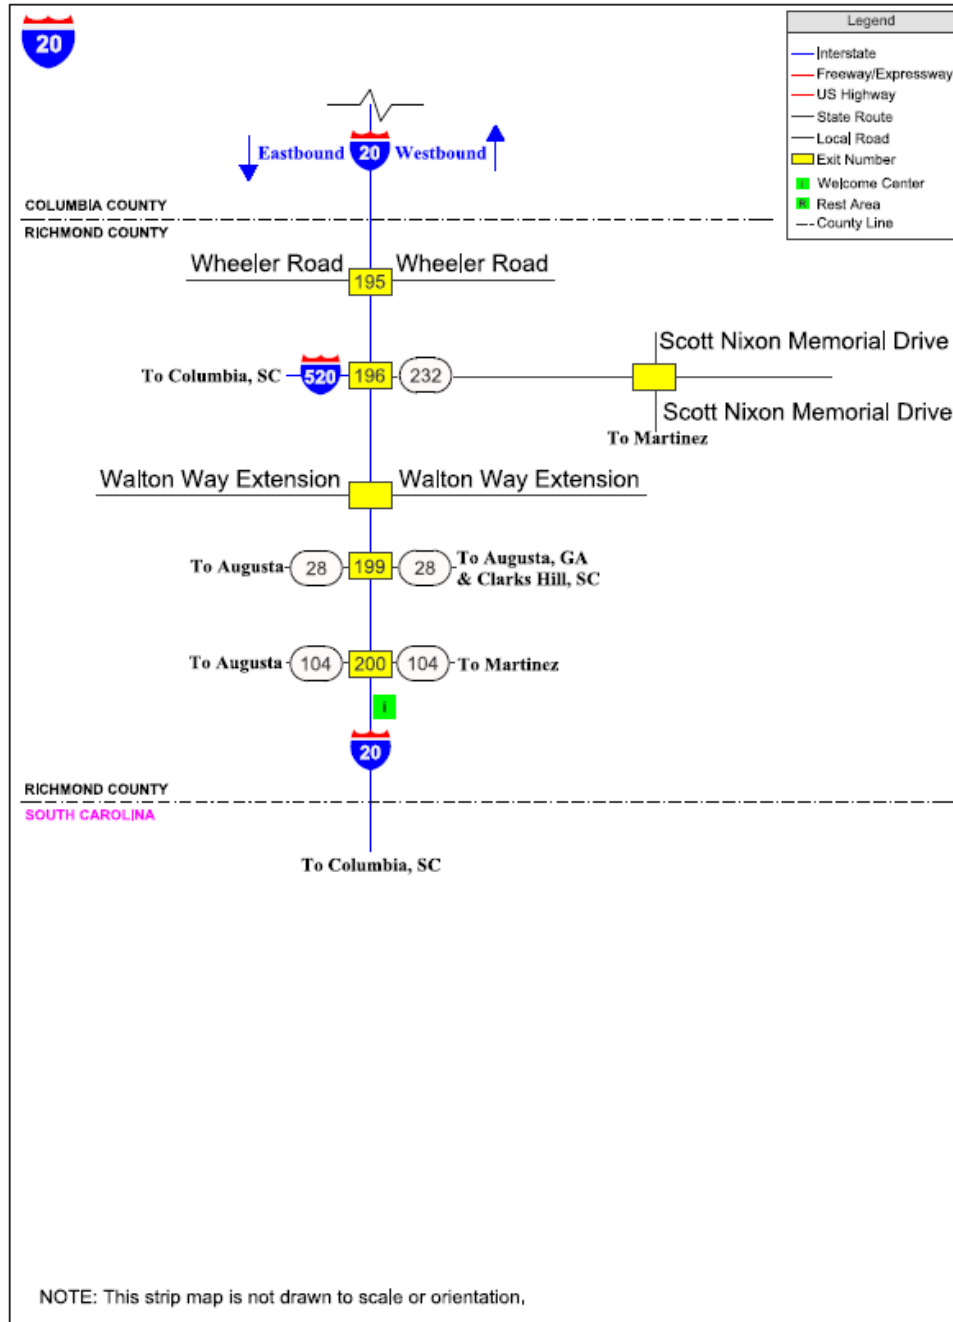 20
Legend
Interstate
Freeway/Expressway
US Highway
State Route
Local Road
Exit Number
i Welcome Center
R Rest Area
County Line
Eastbound 20 Westbound
COLUMBIA COUNTY
RICHMOND COUNTY
Wheeler Road 195 Wheeler Road
Scott Nixon Memorial Drive
To Columbia, SC 520 196 232
Scott Nixon Memorial Drive
To Martinez
Walton Way Extension Walton Way Extension
To Augusta 28 199 28 To Augusta, GA
& Clarks Hill, SC
To Augusta 104 200 104 To Martinez
i
20
RICHMOND COUNTY
SOUTH CAROLINA
To Columbia, SC
NOTE: This strip map is not drawn to scale or orientation.